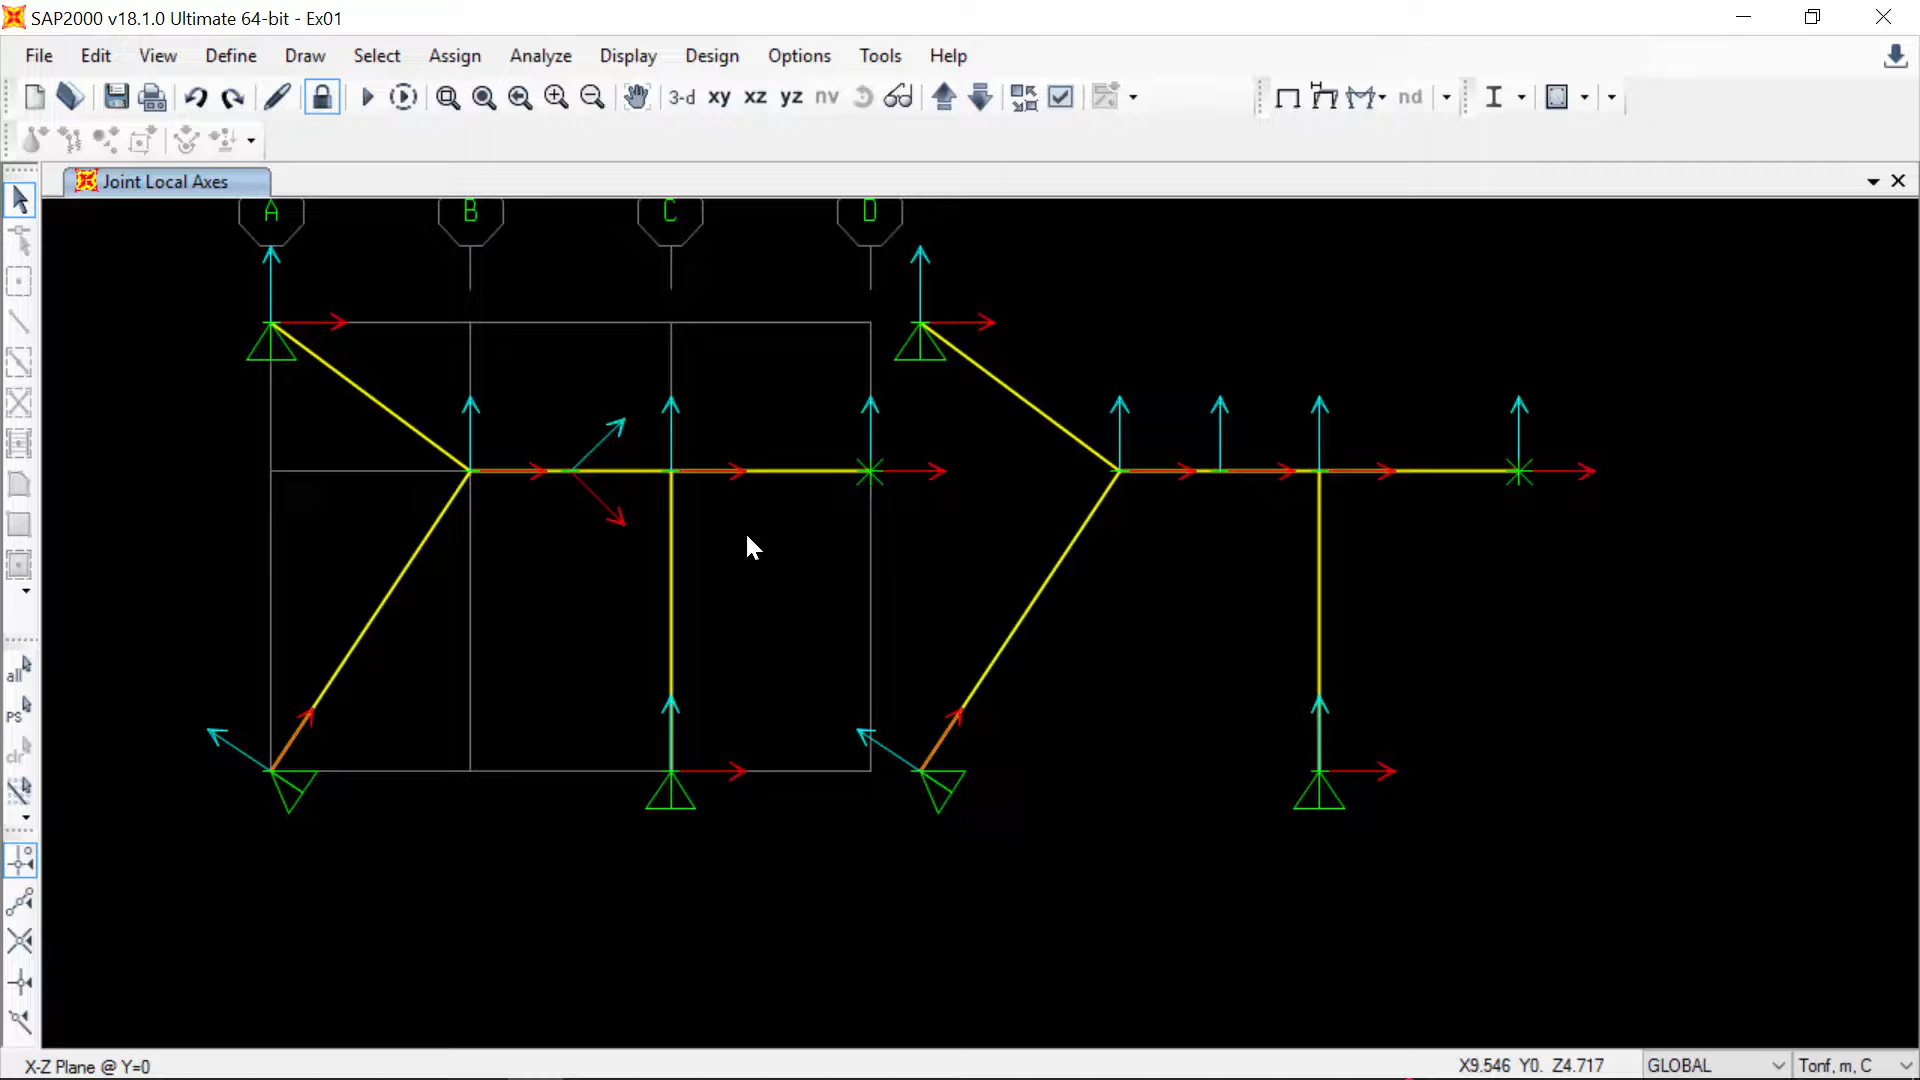 SAP2000 v18.1.0 Ultimate 64-bit - Ex01
File Edit View Define Draw Select Assign Analyze Display Design Options Tools Help
3-d xy xz yz nv nd
Joint Local Axes
A B C D
all
PS
clr
X-Z Plane @ Y=0
X9.546 Y0. Z4.717
GLOBAL
Tonf, m, C